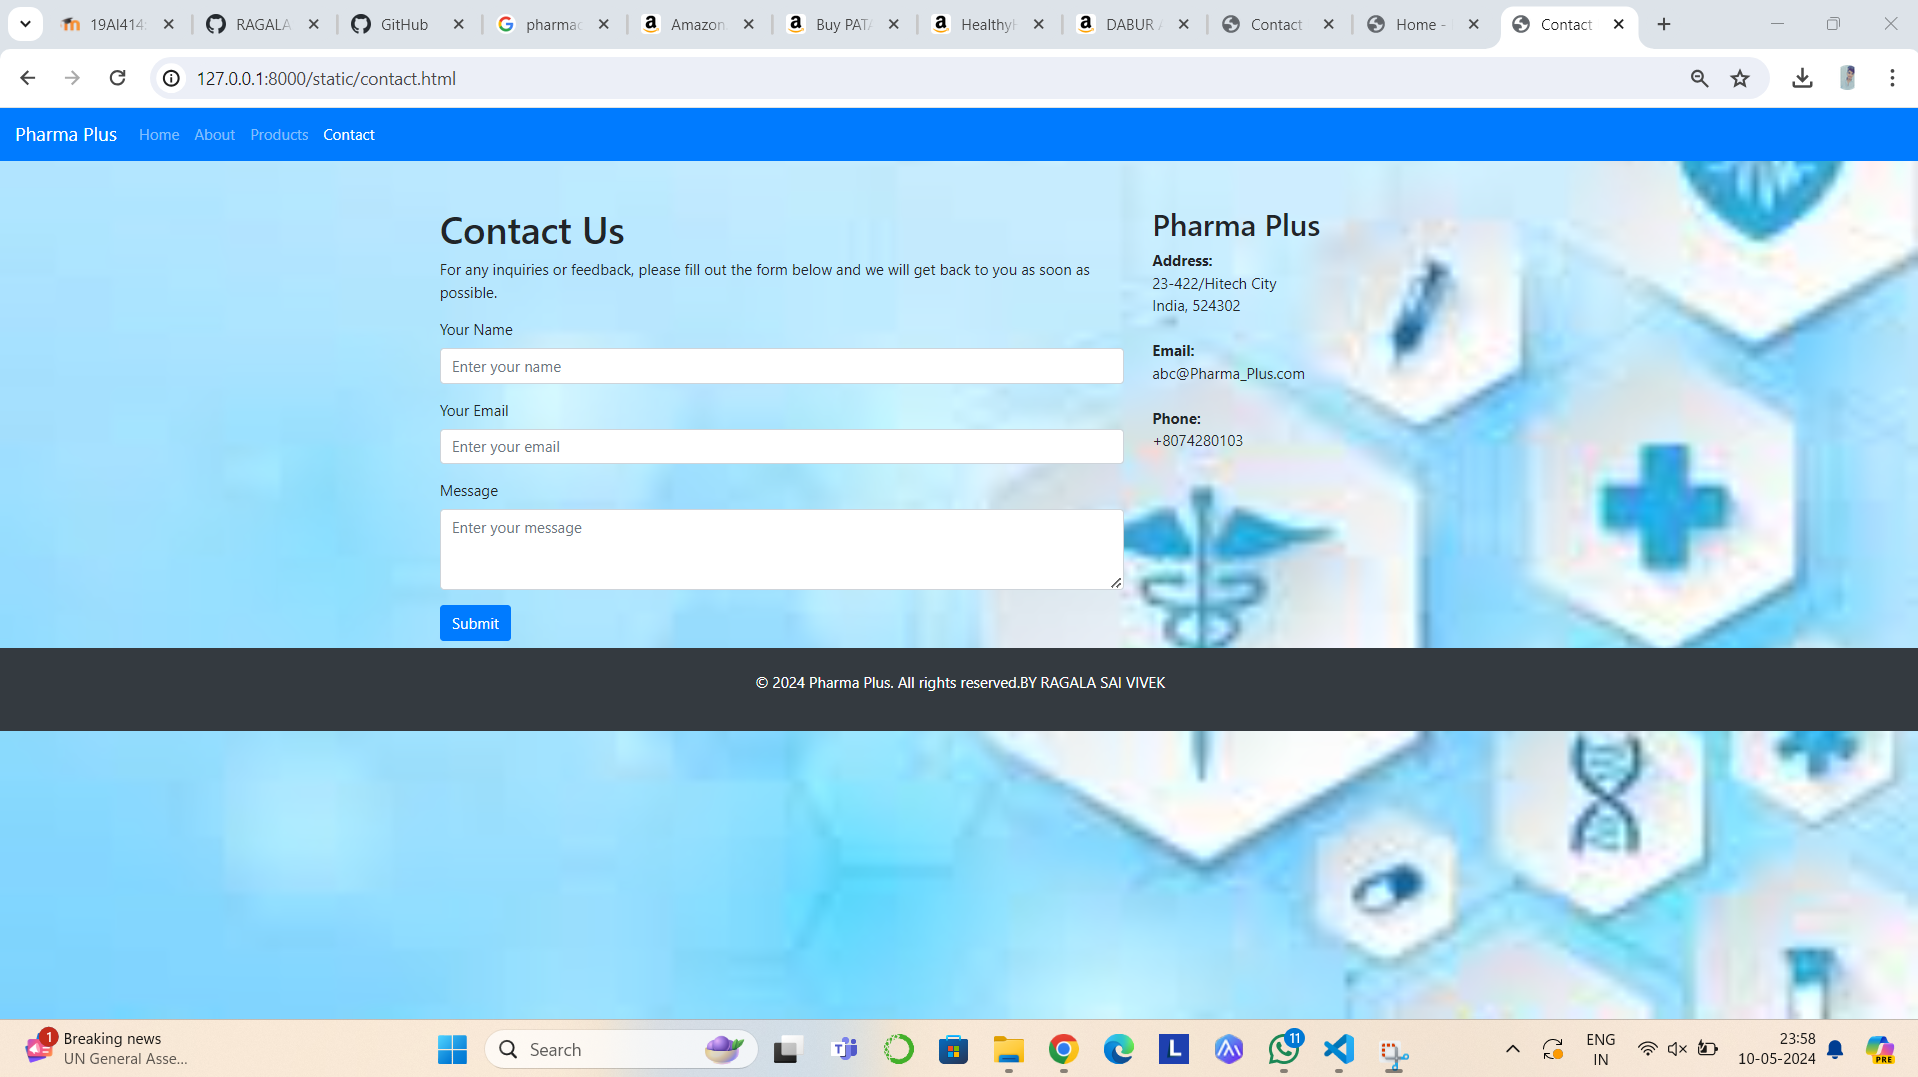 19AI414
RAGALA
GitHub
pharmac
Amazon.
Buy PATA
HealthyH
DABUR A
Contact
Home -
Contact
127.0.0.1:8000/static/contact.html
Pharma Plus Home About Products Contact
Contact Us
For any inquiries or feedback, please fill out the form below and we will get back to you as soon as
possible.
Your Name
Enter your name
Your Email
Enter your email
Message
Enter your message
Submit
Pharma Plus
Address:
23-422/Hitech City
India, 524302
Email:
abc@Pharma_Plus.com
Phone:
+8074280103
© 2024 Pharma Plus. All rights reserved.BY RAGALA SAI VIVEK
1
Breaking news
UN General Asse...
Search
L
11
ENG
IN
23:58
10-05-2024
PRE